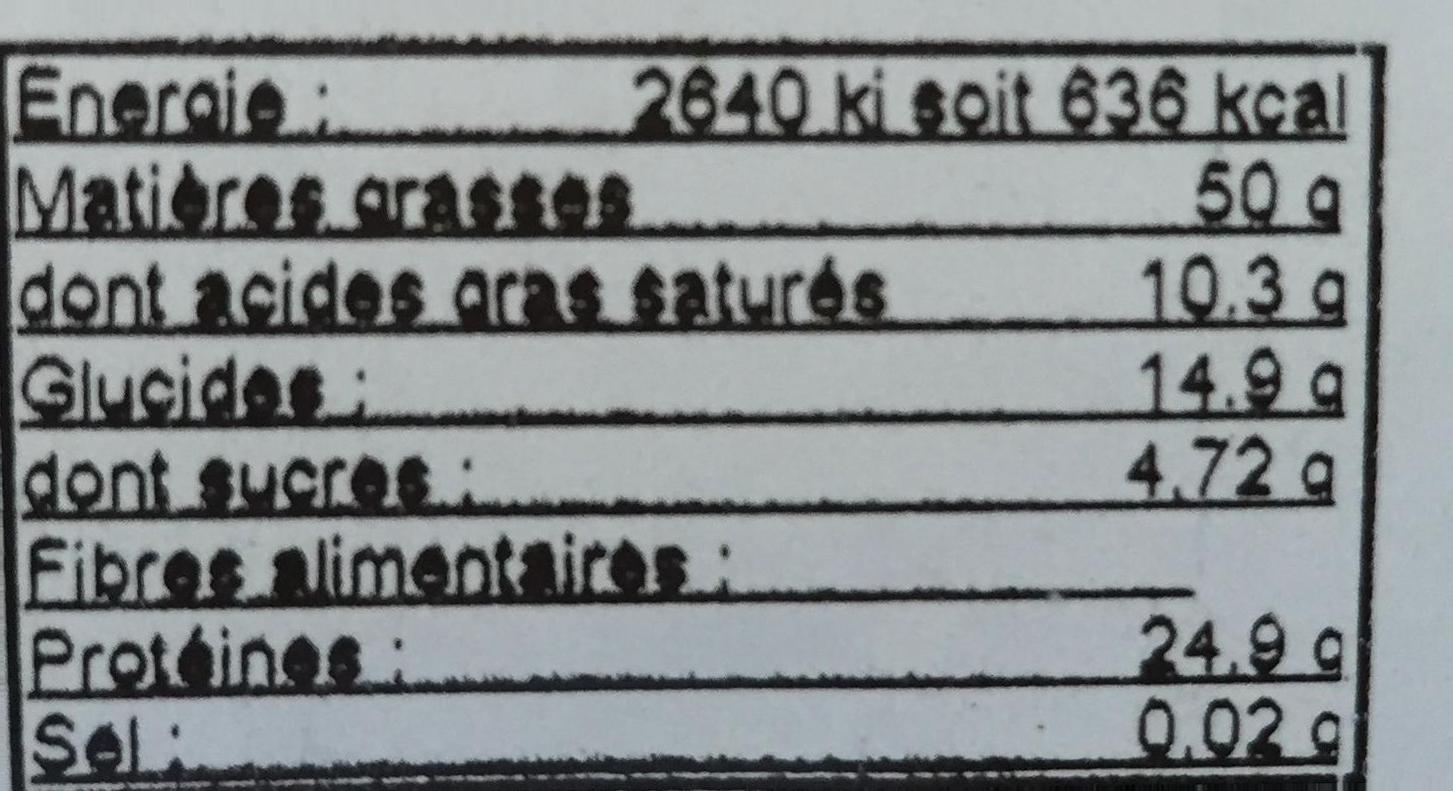 Energie : 2640 kj soit 636 kcal
Matières grasses 50 g
dont acides gras saturés 10.3 g
Glucides : 14.9 g
dont sucres : 4.72 g
Fibres alimentaires :
Protéines : 24.9 g
Sel : 0.02 g